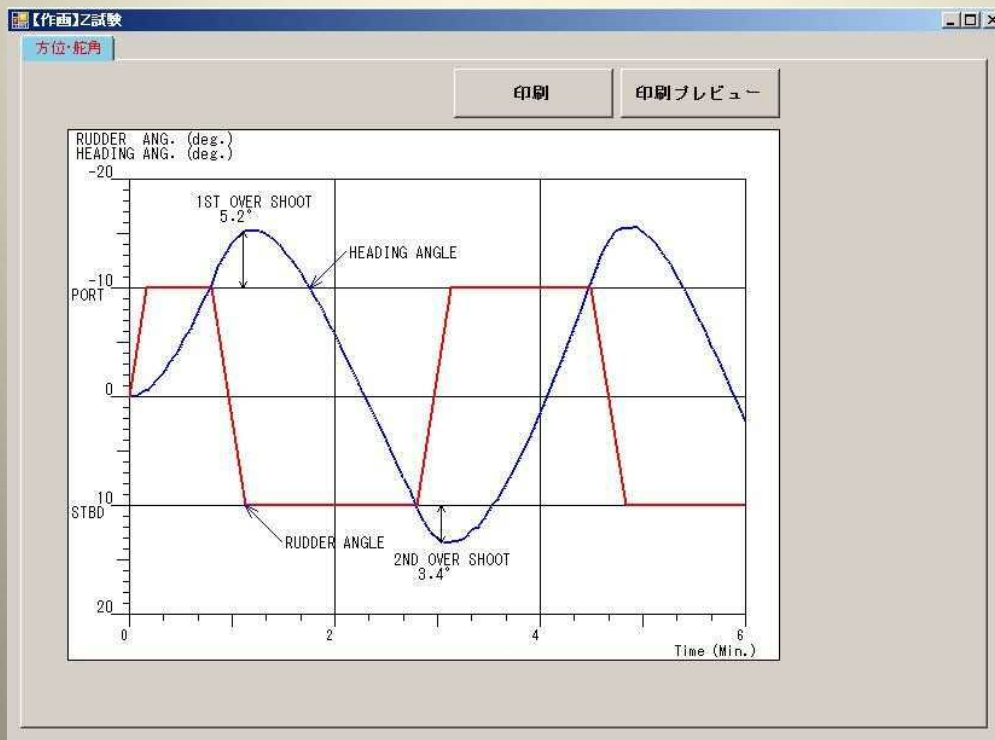 【作画】Z試験
方位・舵角
印刷
印刷プレビュー
RUDDER ANG. (deg.)
HEADING ANG. (deg.)
-20
1ST OVER SHOOT
5.2°
HEADING ANGLE
-10
PORT
0
10
STBD
RUDDER ANGLE
2ND OVER SHOOT
3.4°
20
0 2 4 6
Time (Min.)